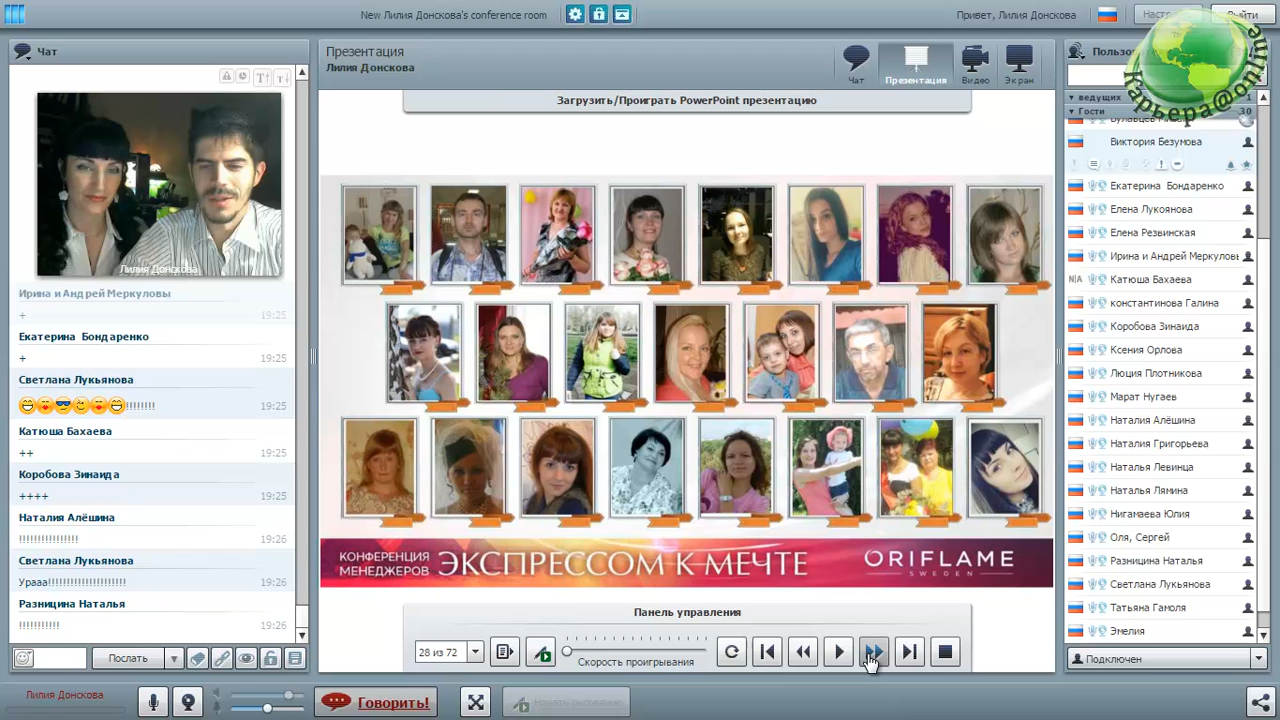 New Лилия Донскова's conference room
Привет, Лилия Донскова
Выйти
Чат
Лилия Донскова
Ирина и Андрей Меркуловы
+
19:25
Екатерина Бондаренко
+
19:25
Светлана Лукьянова
!!!!!!!!
19:25
Катюша Бахаева
++
19:25
Коробова Зинаида
++++
19:25
Наталия Алёшина
!!!!!!!!!!!!!!!!
19:26
Светлана Лукьянова
Урааа!!!!!!!!!!!!!!!!!!!!!
19:26
Разницина Наталья
!!!!!!!!!!!
19:26
Послать
Презентация
Лилия Донскова
Чат
Презентация
Видео
Экран
Загрузить/Проиграть PowerPoint презентацию
КОНФЕРЕНЦИЯ
МЕНЕДЖЕРОВ
ЭКСПРЕССОМ К МЕЧТЕ
ORIFLAME
SWEDEN
Панель управления
28 из 72
Скорость проигрывания
Карьера@online
ведущих 1
Гости 30
Виктория Безумова
Екатерина Бондаренко
Елена Лукоянова
Елена Резвинская
Ирина и Андрей Меркуловь
N/A Катюша Бахаева
константинова Галина
Коробова Зинаида
Ксения Орлова
Люция Плотникова
Марат Нугаев
Наталия Алёшина
Наталия Григорьева
Наталья Левинца
Наталья Лямина
Нигамаева Юлия
Оля, Сергей
Разницина Наталья
Светлана Лукьянова
Татьяна Гамоля
Эмелия
Подключен
Лилия Донскова
Говорить!
Начать рисование